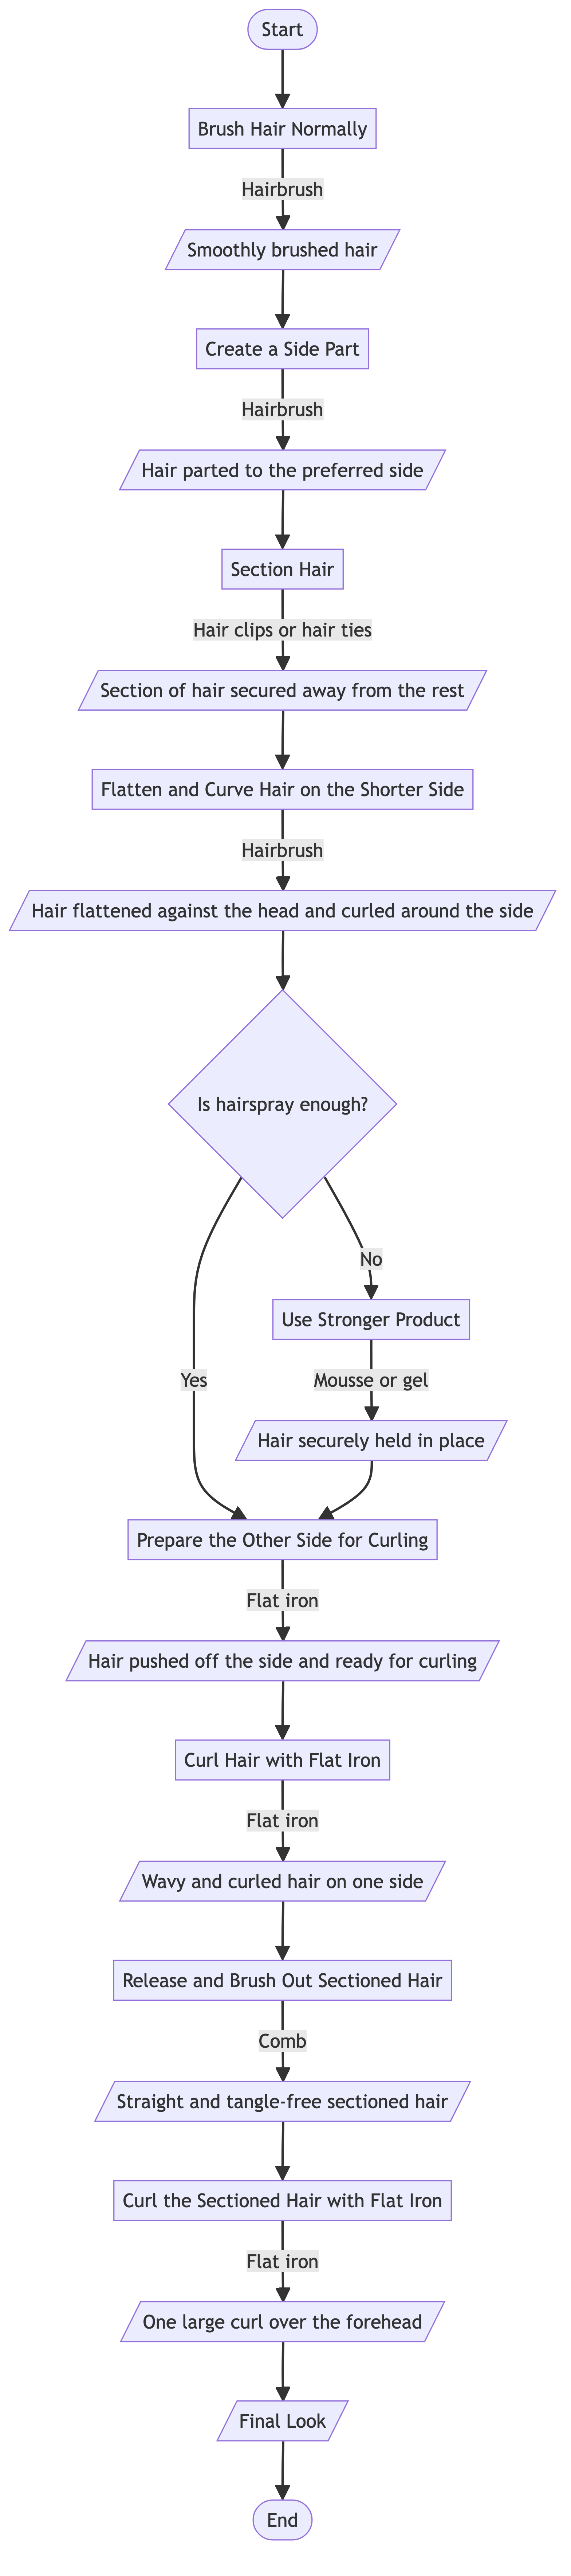 Start
Brush Hair Normally
Hairbrush
Smoothly brushed hair
Create a Side Part
Hairbrush
Hair parted to the preferred side
Section Hair
Hair clips or hair ties
Section of hair secured away from the rest
Flatten and Curve Hair on the Shorter Side
Hairbrush
Hair flattened against the head and curled around the side
Is hairspray enough?
No
Use Stronger Product
Yes
Mousse or gel
Hair securely held in place
Prepare the Other Side for Curling
Flat iron
Hair pushed off the side and ready for curling
Curl Hair with Flat Iron
Flat iron
Wavy and curled hair on one side
Release and Brush Out Sectioned Hair
Comb
Straight and tangle-free sectioned hair
Curl the Sectioned Hair with Flat Iron
Flat iron
One large curl over the forehead
Final Look
End